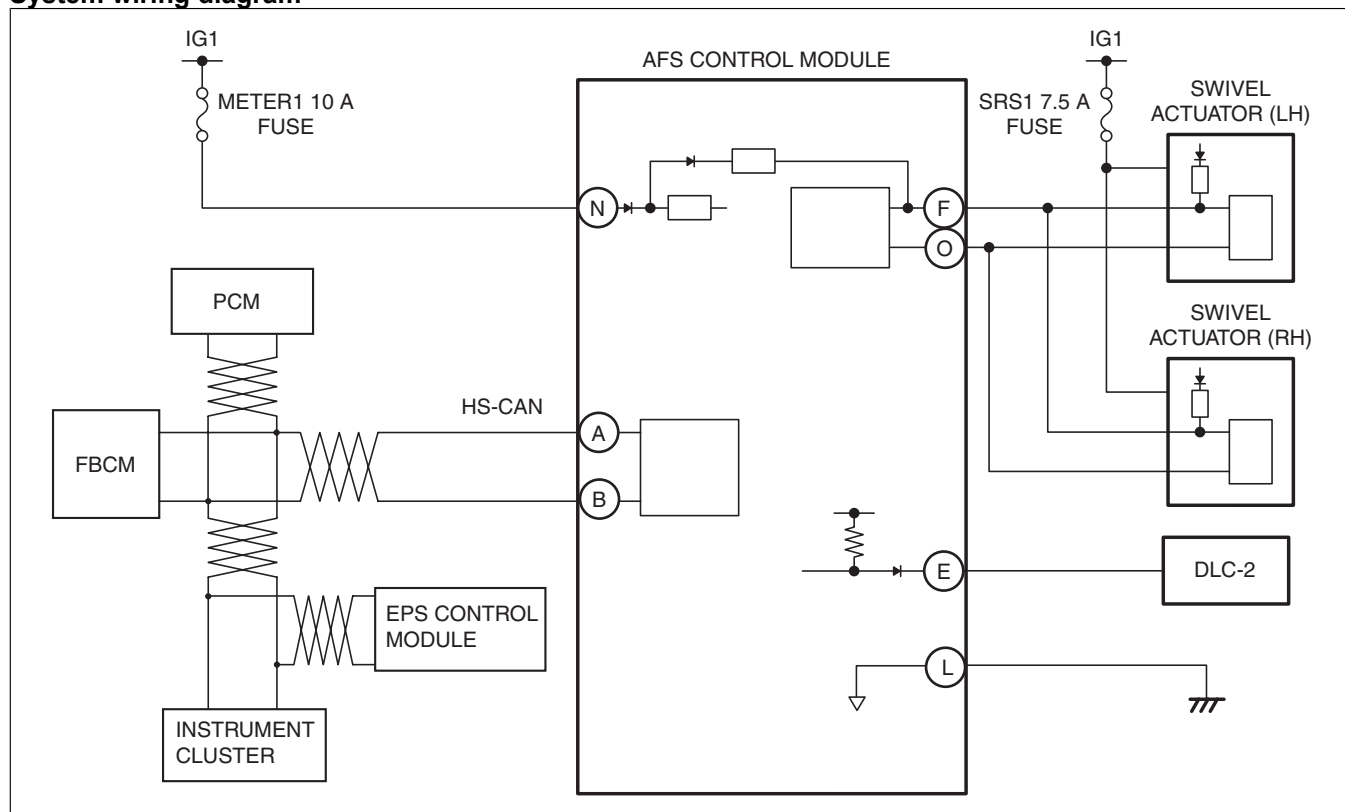 System wiring diagram
IG1
METER1 10 A
FUSE
AFS CONTROL MODULE
IG1
SRS1 7.5 A
FUSE
SWIVEL
ACTUATOR (LH)
N
F
O
PCM
SWIVEL
ACTUATOR (RH)
HS-CAN
FBCM
A
B
E
DLC-2
EPS CONTROL
MODULE
L
INSTRUMENT
CLUSTER